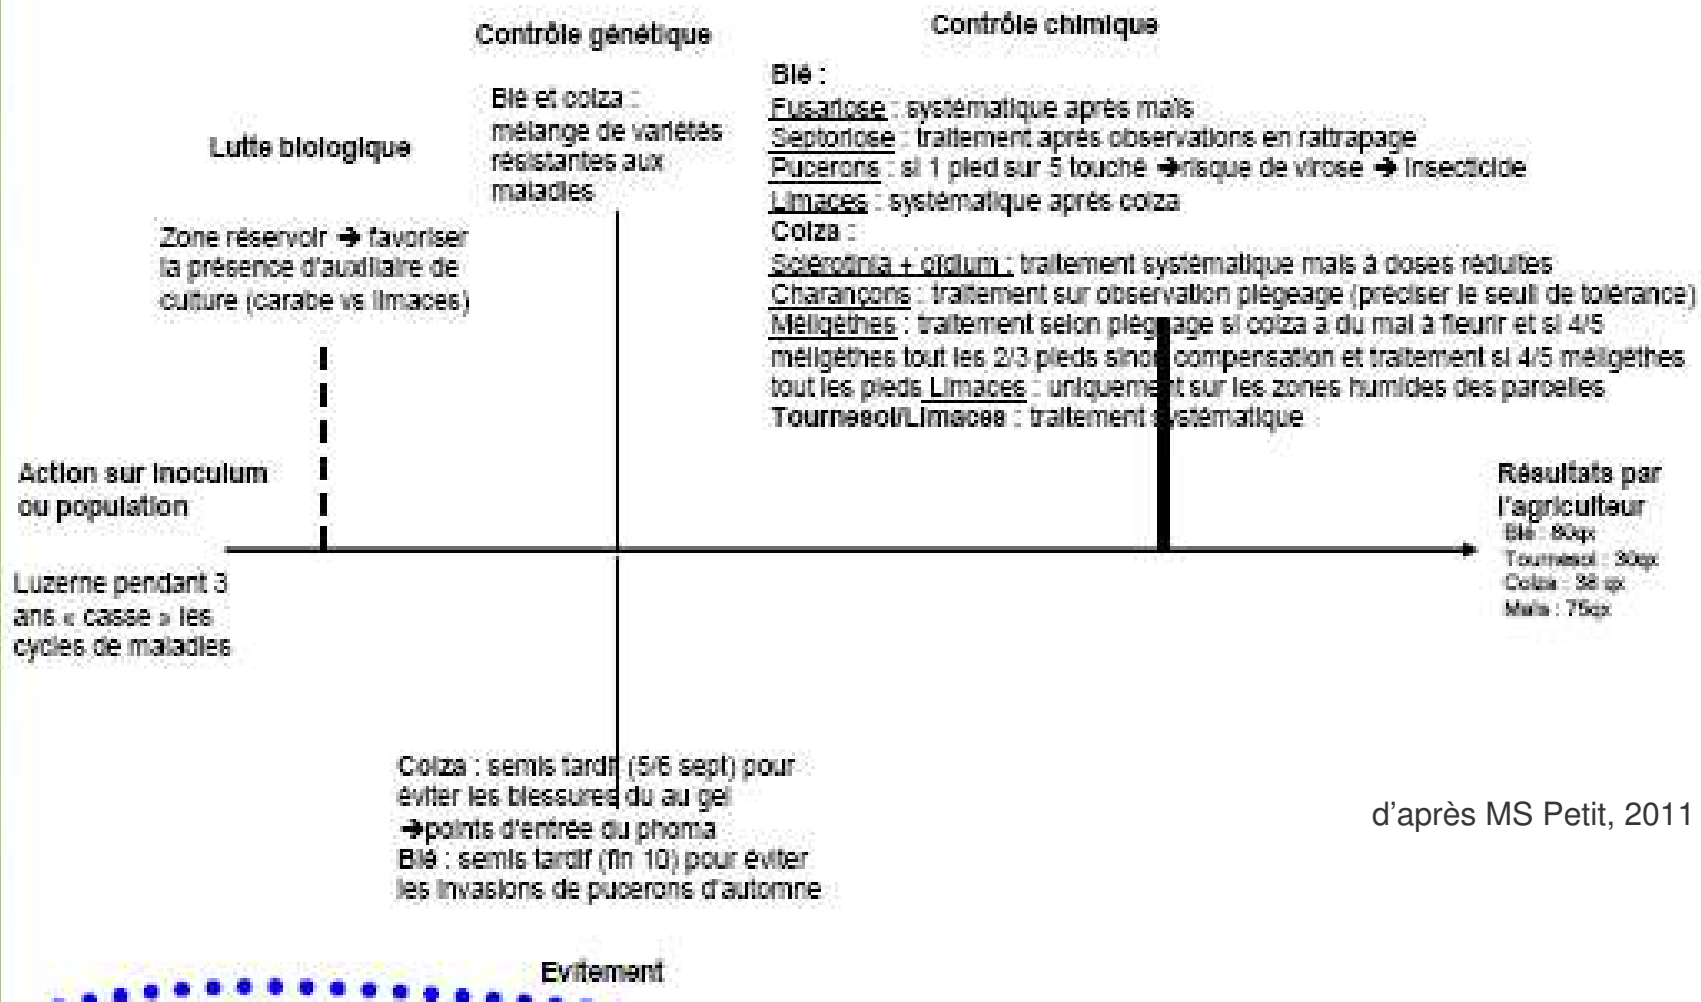 Contrôle génétique
Blé et colza :
mélange de variétés
résistantes aux
maladies
Contrôle chimique
Blé :
Fusariose : systématique après maïs
Septoriose : traitement après observations en rattrapage
Pucerons : si 1 pied sur 5 touché ➔risque de virose ➔ insecticide
Limaces : systématique après colza
Colza :
Sclérotinia + oïdium : traitement systématique mais à doses réduites
Charançons : traitement sur observation piégeage (préciser le seuil de tolérance)
Méligèthes : traitement selon piégeage si colza a du mal à fleurir et si 4/5
méligèthes tout les 2/3 pieds sinon compensation et traitement si 4/5 méligèthes
tout les pieds Limaces : uniquement sur les zones humides des parcelles
Tournesol/Limaces : traitement systématique
Lutte biologique
Zone réservoir ➔ favoriser
la présence d'auxiliaire de
culture (carabe vs limaces)
Action sur inoculum
ou population
Luzerne pendant 3
ans « casse » les
cycles de maladies
Résultats par
l'agriculteur
Blé : 80qx
Tournesol : 30qx
Colza : 38 qx
Maïs : 75qx
Colza : semis tardif (5/6 sept) pour
éviter les blessures du au gel
➔points d'entrée du phoma
Blé : semis tardif (fin 10) pour éviter
les invasions de pucerons d'automne
d'après MS Petit, 2011
Evitement